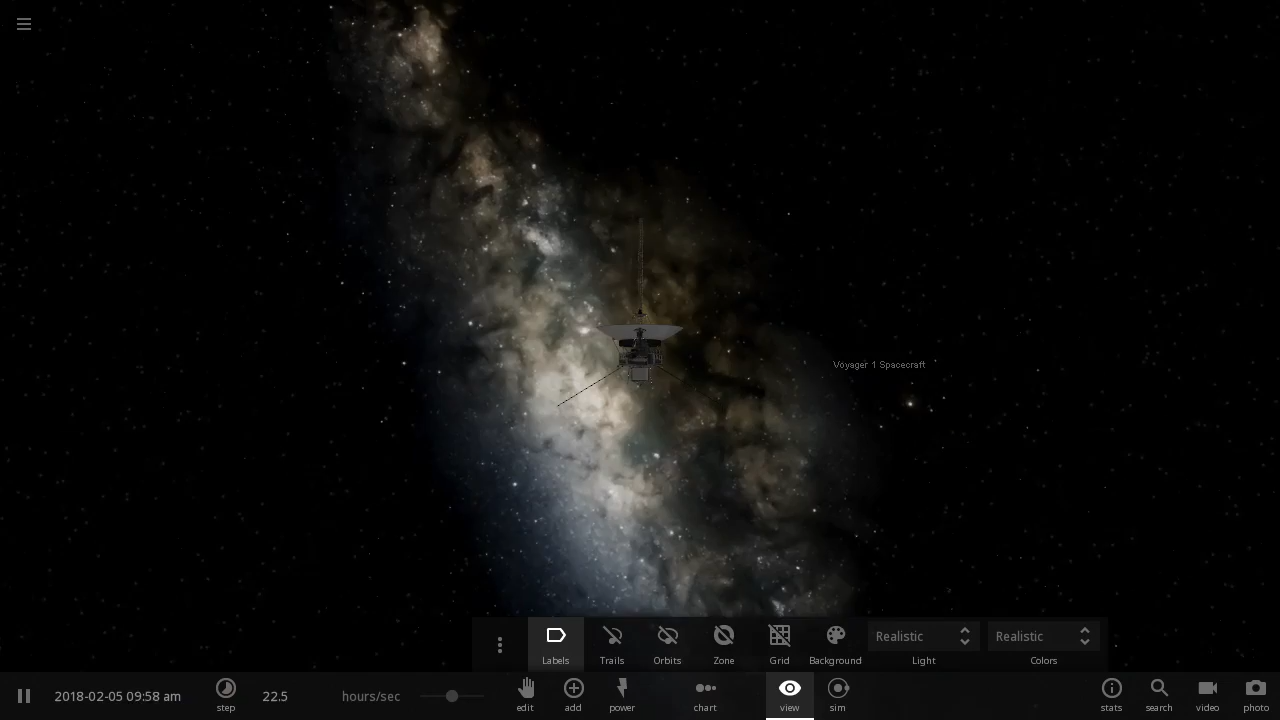 Voyager 1 Spacecraft
Realistic
Realistic
Labels
Trails
Orbits
Zone
Grid
Background
Light
Colors
2018-02-05 09:58 am
step
22.5
hours/sec
edit
add
power
chart
view
sim
stats
search
video
photo